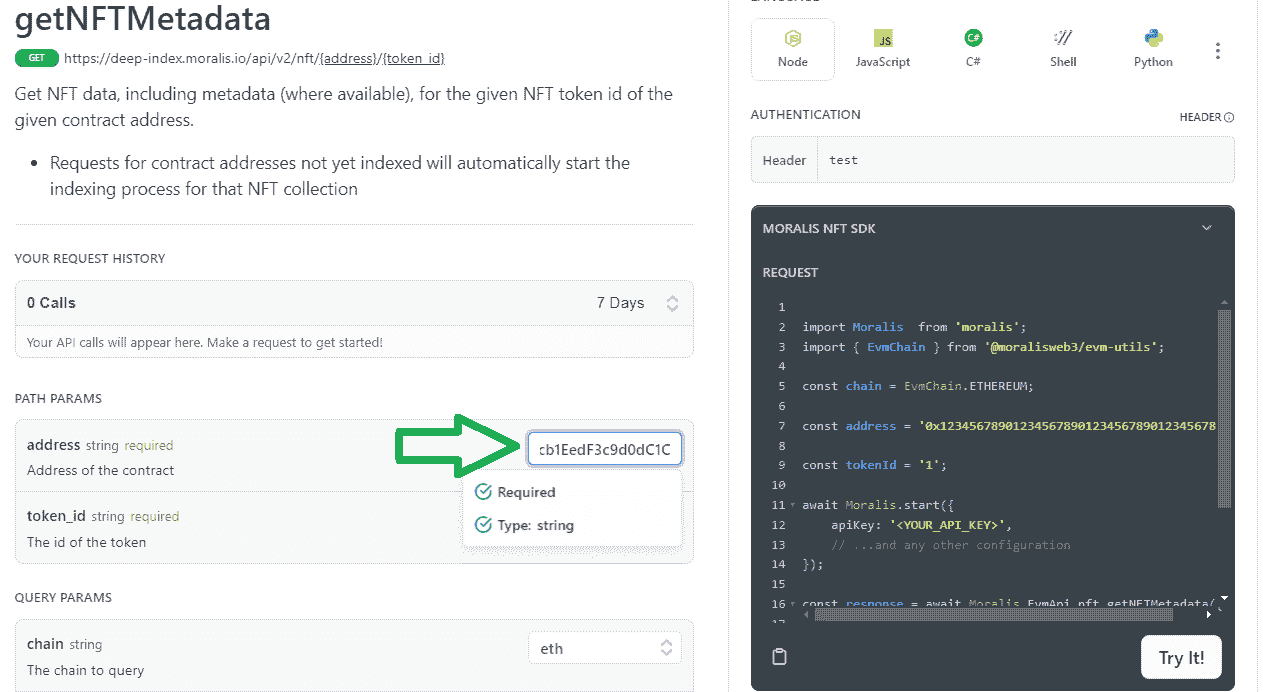 getNFTMetadata
GET https://deep-index.moralis.io/api/v2/nft/{address}/{token_id}
Get NFT data, including metadata (where available), for the given NFT token id of the
given contract address.
• Requests for contract addresses not yet indexed will automatically start the
indexing process for that NFT collection
YOUR REQUEST HISTORY
0 Calls 7 Days
Your API calls will appear here. Make a request to get started!
PATH PARAMS
address string required
Address of the contract
cb1EedF3c9d0dC1C
Required
Type: string
token_id string required
The id of the token
QUERY PARAMS
chain string
The chain to query
eth
Node
JavaScript
C#
Shell
Python
AUTHENTICATION
HEADER
Header test
MORALIS NFT SDK
REQUEST
1
2 import Moralis from 'moralis';
3 import { EvmChain } from '@moralisweb3/evm-utils';
4
5 const chain = EvmChain.ETHEREUM;
6
7 const address = '0x12345678901234567890123456789012345678
8
9 const tokenId = '1';
10
11 await Moralis.start({
12 apiKey: '<YOUR_API_KEY>',
13 // ...and any other configuration
14 });
15
16 const response = await Moralis.EvmApi.nft.getNFTMetadata(
Try It!